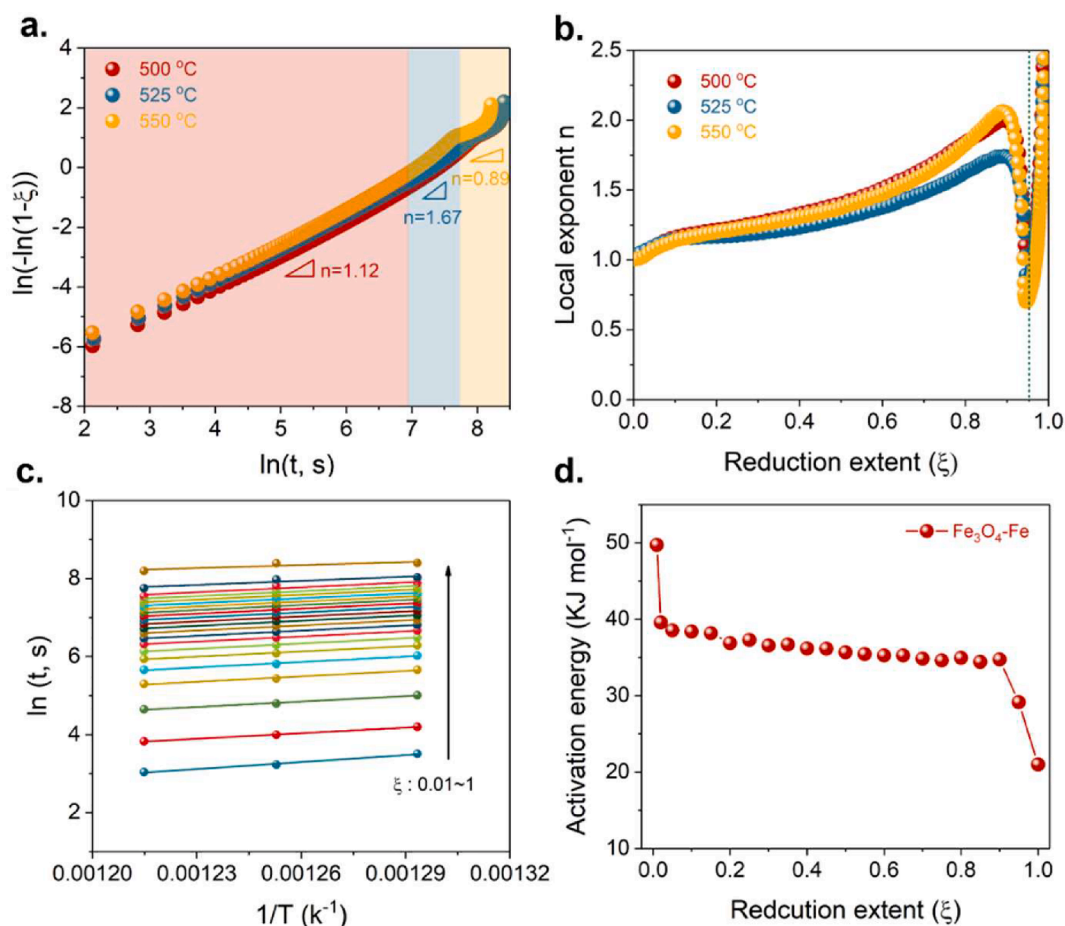 a.
4
2
0
-2
-4
-6
-8
ln(-ln(1-ξ))
500 °C
525 °C
550 °C
n=0.89
n=1.67
n=1.12
2 3 4 5 6 7 8
ln(t, s)
b.
2.5
2.0
1.5
1.0
0.5
0.0
Local exponent n
500 °C
525 °C
550 °C
0.0 0.2 0.4 0.6 0.8 1.0
Reduction extent (ξ)
c.
10
8
6
4
2
ln (t, s)
ξ : 0.01~1
0.00120 0.00123 0.00126 0.00129 0.00132
1/T (k⁻¹)
d.
50
40
30
20
10
Activation energy (KJ mol⁻¹)
Fe₃O₄-Fe
0.0 0.2 0.4 0.6 0.8 1.0
Redcution extent (ξ)